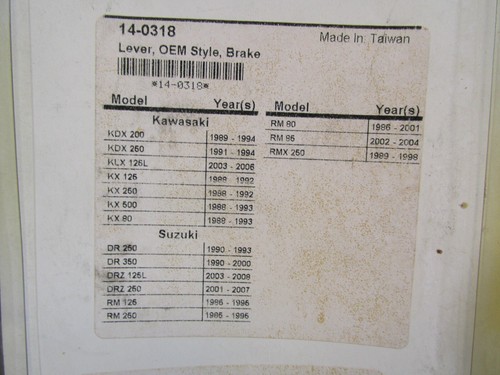 14-0318
Made In: Taiwan
Lever, OEM Style, Brake
*14-0318*
Model Year(s)
Kawasaki
KDX 200 1989 - 1994
KDX 250 1991 - 1994
KLX 125L 2003 - 2006
KX 125 1988 - 1992
KX 250 1988 - 1992
KX 500 1988 - 1993
KX 80 1988 - 1993
Suzuki
DR 250 1990 - 1993
DR 350 1990 - 2000
DRZ 125L 2003 - 2008
DRZ 250 2001 - 2007
RM 125 1986 - 1995
RM 250 1986 - 1995
Model Year(s)
RM 80 1986 - 2001
RM 85 2002 - 2004
RMX 250 1989 - 1998